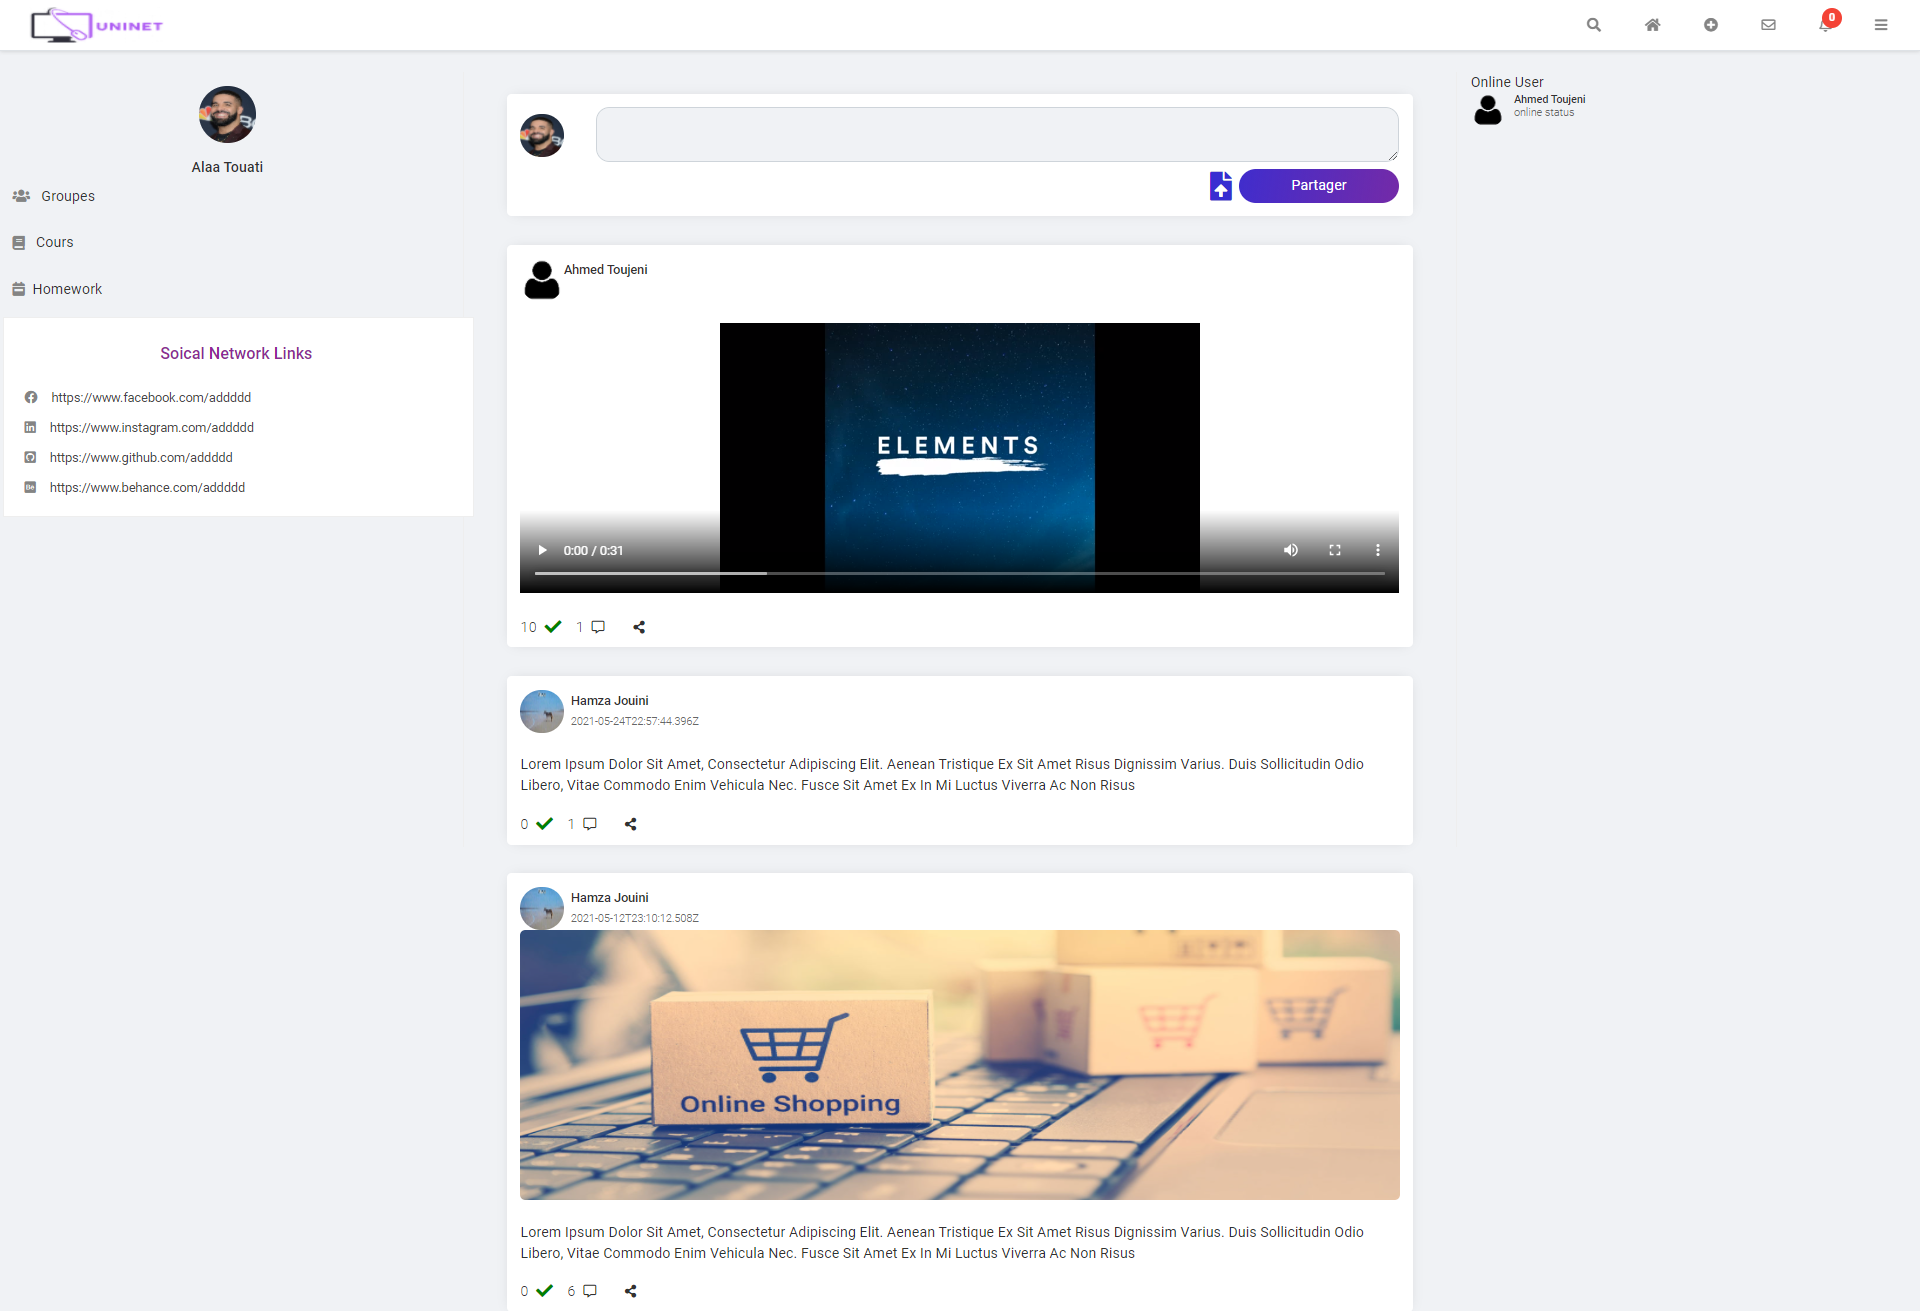 UNINET
0
Alaa Touati
Groupes
Cours
Homework
Soical Network Links
https://www.facebook.com/addddd
https://www.instagram.com/addddd
https://www.github.com/addddd
https://www.behance.com/addddd
Partager
Ahmed Toujeni
ELEMENTS
0:00 / 0:31
10 1
Hamza Jouini
2021-05-24T22:57:44.396Z
Lorem Ipsum Dolor Sit Amet, Consectetur Adipiscing Elit. Aenean Tristique Ex Sit Amet Risus Dignissim Varius. Duis Sollicitudin Odio
Libero, Vitae Commodo Enim Vehicula Nec. Fusce Sit Amet Ex In Mi Luctus Viverra Ac Non Risus
0 1
Hamza Jouini
2021-05-12T23:10:12.508Z
Online Shopping
Lorem Ipsum Dolor Sit Amet, Consectetur Adipiscing Elit. Aenean Tristique Ex Sit Amet Risus Dignissim Varius. Duis Sollicitudin Odio
Libero, Vitae Commodo Enim Vehicula Nec. Fusce Sit Amet Ex In Mi Luctus Viverra Ac Non Risus
0 6
Online User
Ahmed Toujeni
online status